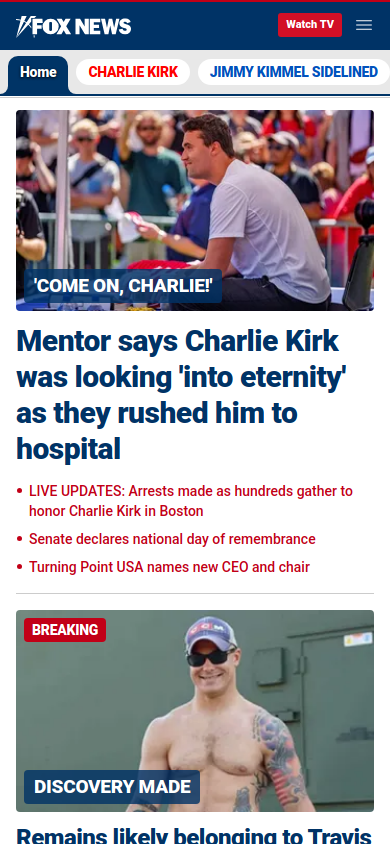 FOX NEWS
Watch TV
Home
CHARLIE KIRK
JIMMY KIMMEL SIDELINED
'COME ON, CHARLIE!'
Mentor says Charlie Kirk
was looking 'into eternity'
as they rushed him to
hospital
LIVE UPDATES: Arrests made as hundreds gather to
honor Charlie Kirk in Boston
Senate declares national day of remembrance
Turning Point USA names new CEO and chair
BREAKING
DISCOVERY MADE
Remains likely belonging to Travis